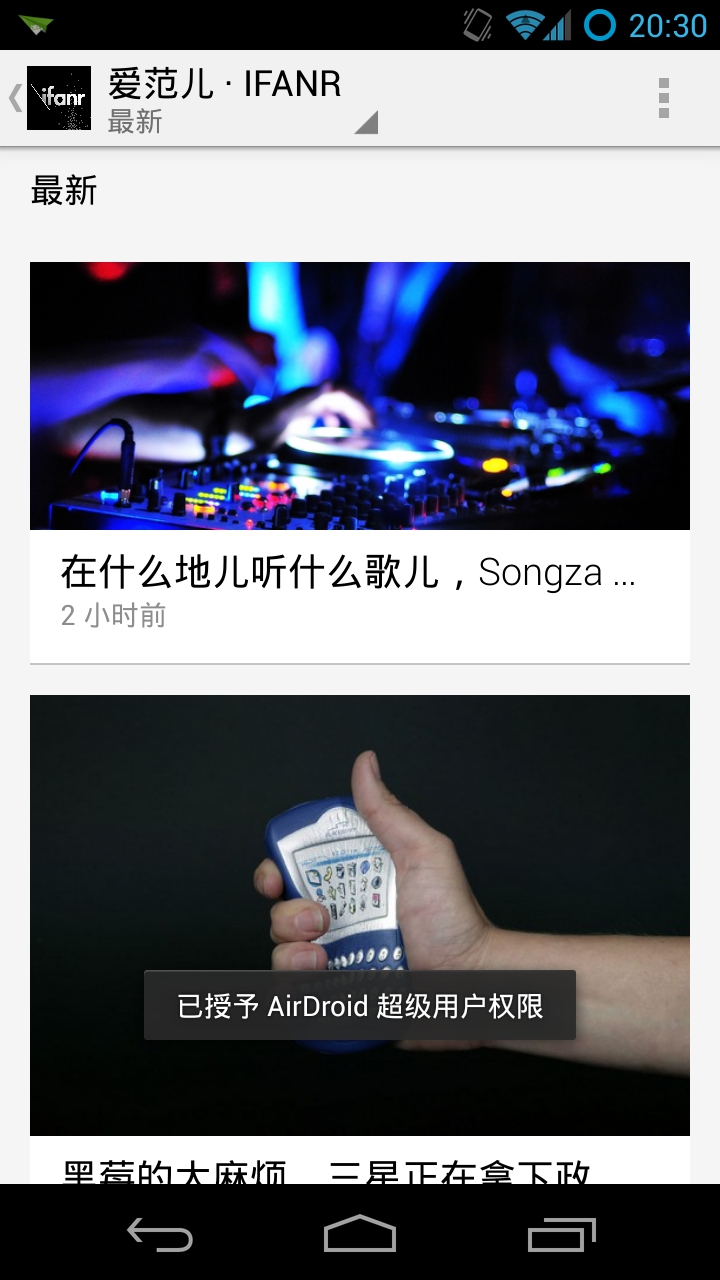 20:30
ifanr
爱范儿 · IFANR
最新
最新
在什么地儿听什么歌儿，Songza ...
2 小时前
已授予 AirDroid 超级用户权限
黑莓的大麻烦，三星正在拿下政